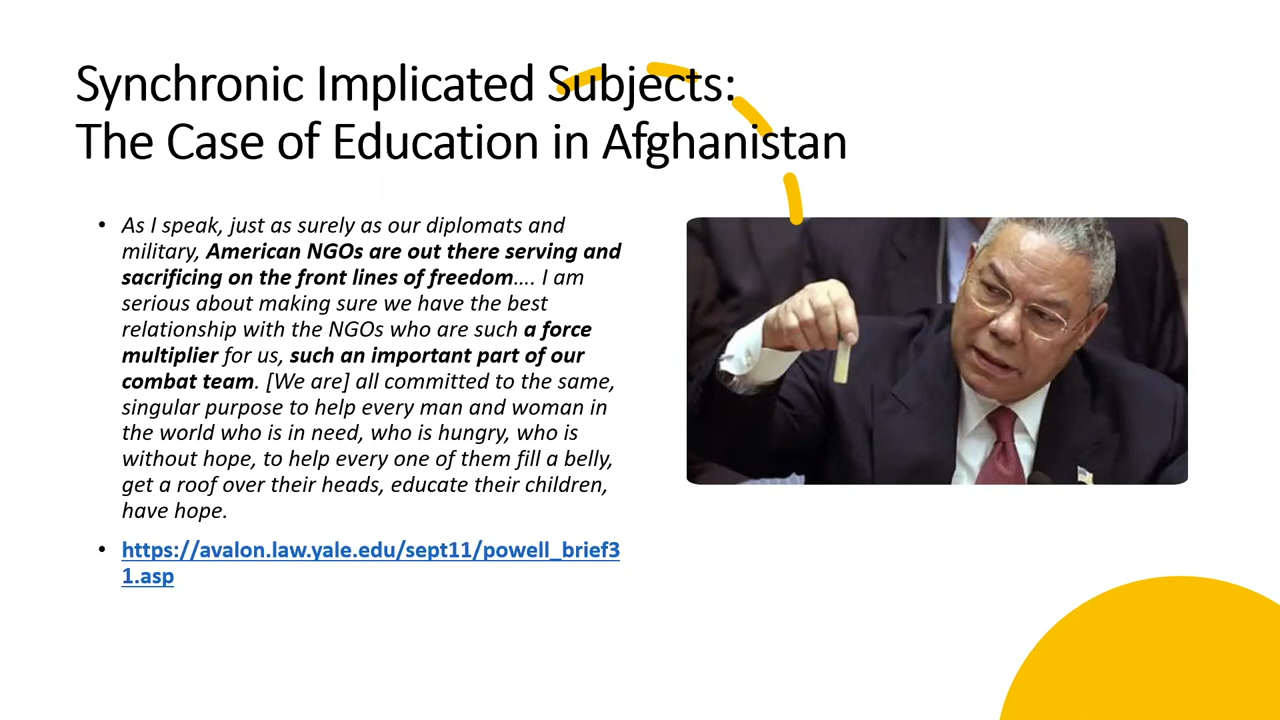 Synchronic Implicated Subjects:
The Case of Education in Afghanistan
• As I speak, just as surely as our diplomats and
military, American NGOs are out there serving and
sacrificing on the front lines of freedom…. I am
serious about making sure we have the best
relationship with the NGOs who are such a force
multiplier for us, such an important part of our
combat team. [We are] all committed to the same,
singular purpose to help every man and woman in
the world who is in need, who is hungry, who is
without hope, to help every one of them fill a belly,
get a roof over their heads, educate their children,
have hope.
• https://avalon.law.yale.edu/sept11/powell_brief3
1.asp